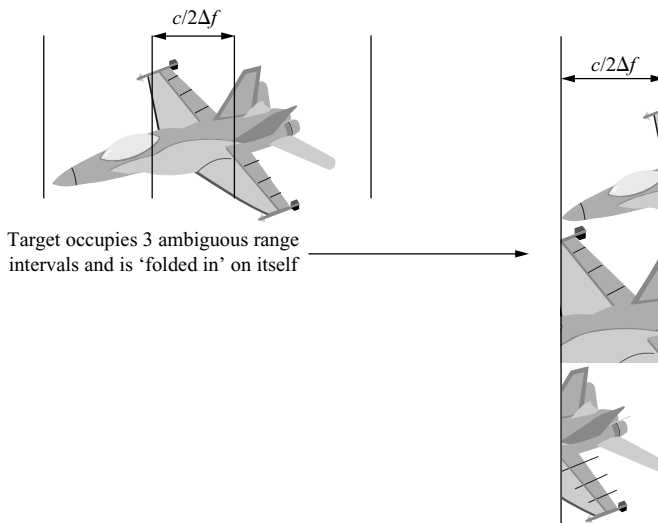 c/2Δf
c/2Δf
Target occupies 3 ambiguous range
intervals and is ‘folded in’ on itself